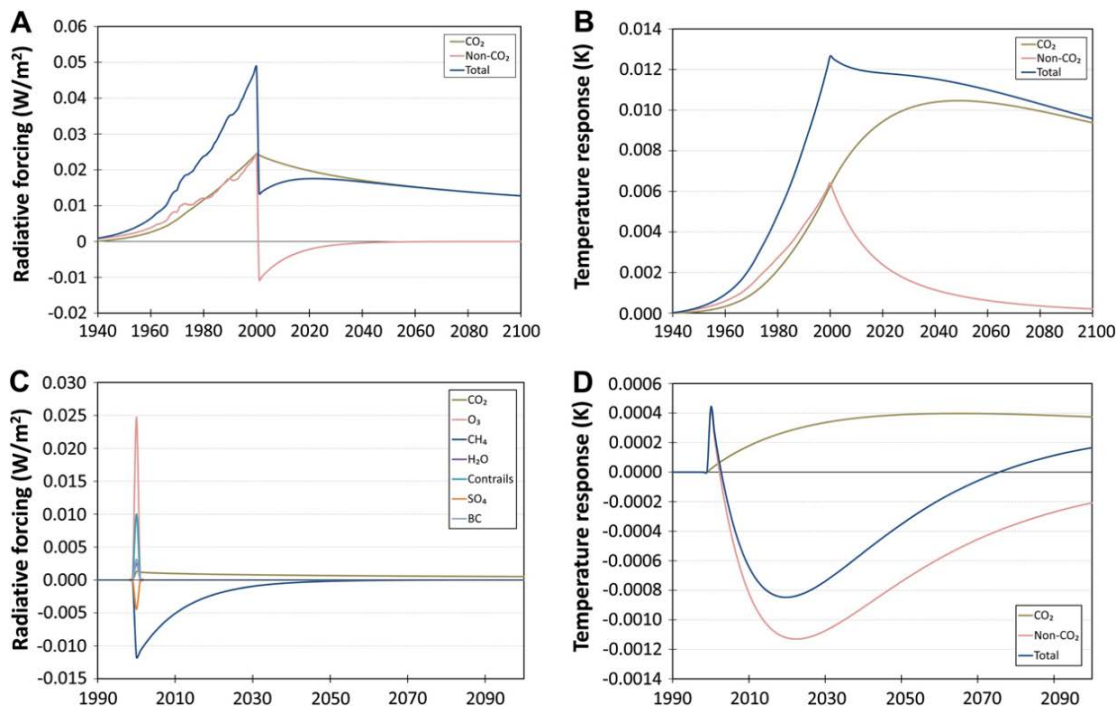 A
Radiative forcing (W/m²)
0.06
0.05
0.04
0.03
0.02
0.01
0
-0.01
-0.02
1940 1960 1980 2000 2020 2040 2060 2080 2100
CO₂
Non-CO₂
Total
B
Temperature response (K)
0.014
0.012
0.010
0.008
0.006
0.004
0.002
0.000
1940 1960 1980 2000 2020 2040 2060 2080 2100
CO₂
Non-CO₂
Total
C
Radiative forcing (W/m²)
0.030
0.025
0.020
0.015
0.010
0.005
0.000
-0.005
-0.010
-0.015
1990 2010 2030 2050 2070 2090
CO₂
O₃
CH₄
H₂O
Contrails
SO₄
BC
D
Temperature response (K)
0.0006
0.0004
0.0002
0.0000
-0.0002
-0.0004
-0.0006
-0.0008
-0.0010
-0.0012
-0.0014
1990 2010 2030 2050 2070 2090
CO₂
Non-CO₂
Total